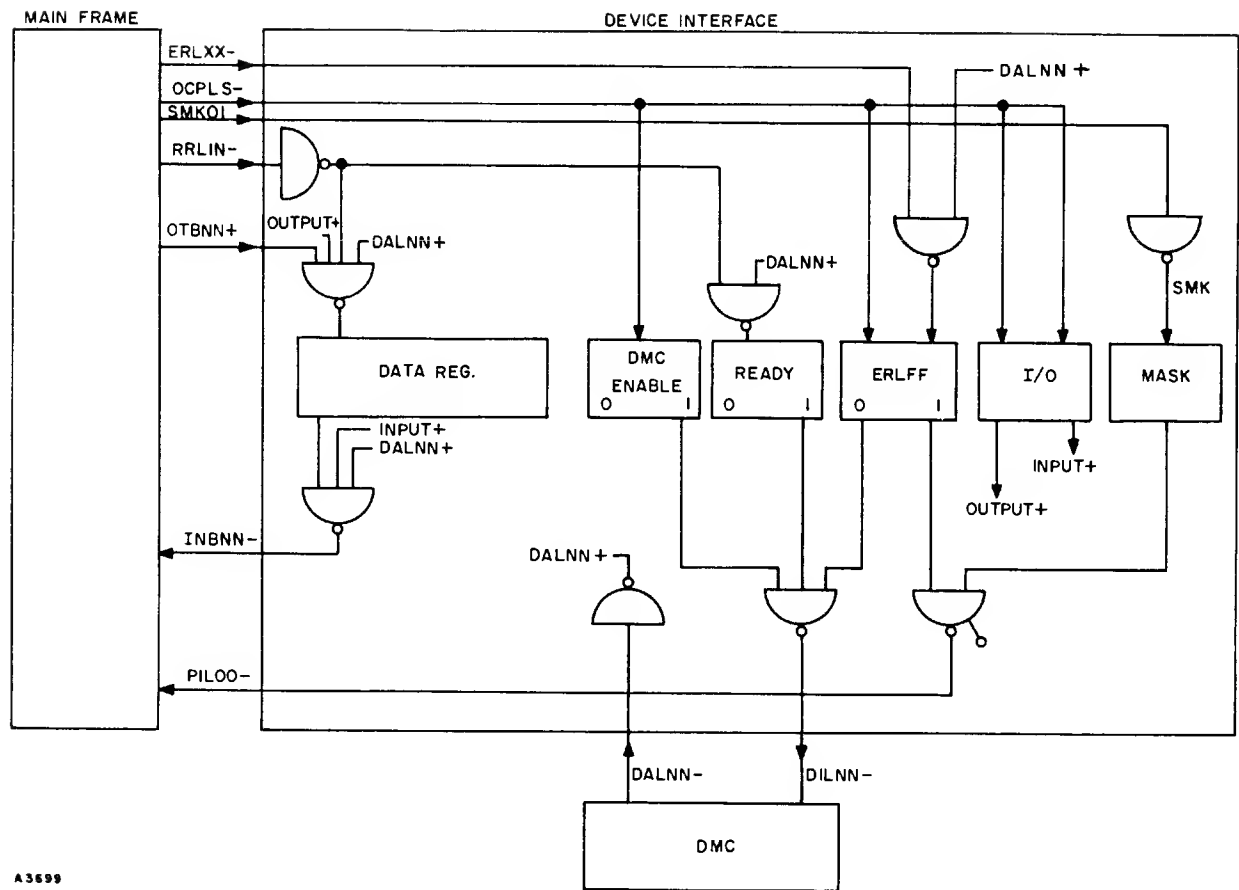 MAIN FRAME
DEVICE INTERFACE
ERLXX-
DALNN+
OCPLS-
SMK01
RRLIN-
OTBNN+
OUTPUT+
DALNN+
DALNN+
SMK
DATA REG.
DMC
ENABLE
0 1
READY
0 1
ERLFF
0 1
I/O
MASK
INPUT+
DALNN+
INPUT+
OUTPUT+
INBNN-
DALNN+
PIL00-
DALNN-
DILNN-
DMC
A3699